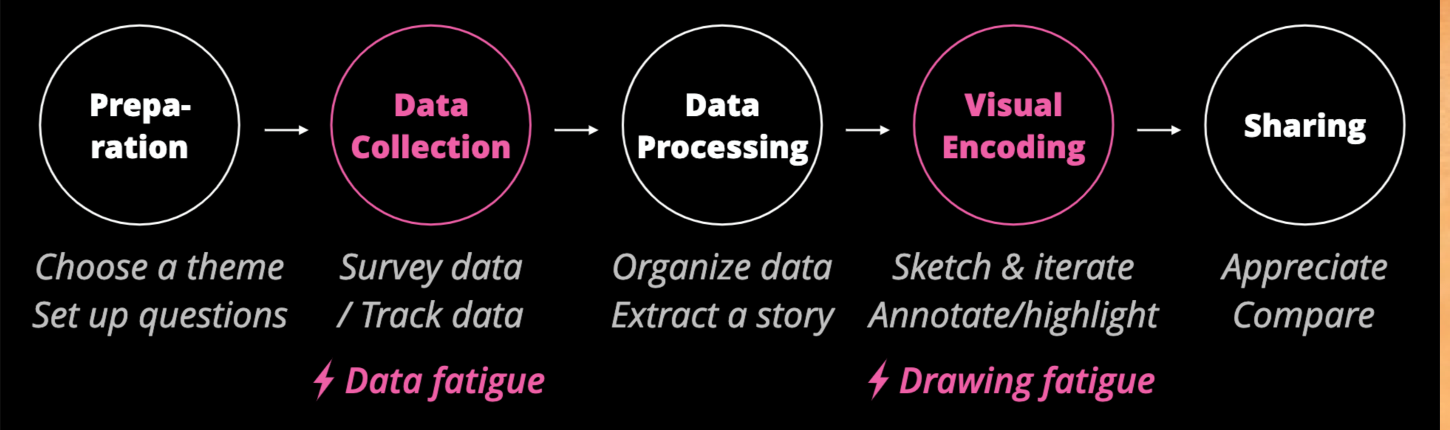 Prepa-
ration
Data
Collection
Data
Processing
Visual
Encoding
Sharing
Choose a theme
Set up questions
Survey data
/ Track data
Organize data
Extract a story
Sketch & iterate
Annotate/highlight
Appreciate
Compare
Data fatigue
Drawing fatigue